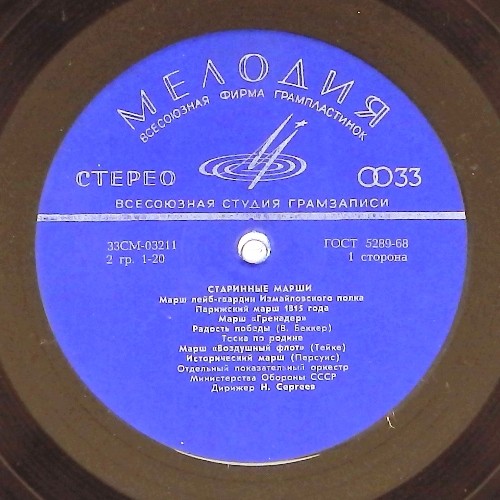 МЕЛОДИЯ
ВСЕСОЮЗНАЯ ФИРМА ГРАМПЛАСТИНОК
СТЕРЕО
33
ВСЕСОЮЗНАЯ СТУДИЯ ГРАМЗАПИСИ
33СМ-03211
ГОСТ 5289-68
2 гр. 1-20
1 сторона
СТАРИННЫЕ МАРШИ
Марш лейб-гвардии Измайловского полка
Парижский марш 1815 года
Марш «Гренадер»
Радость победы (В. Беккер)
Тоска по родине
Марш «Воздушный флот» (Тейке)
Исторический марш (Персуис)
Отдельный показательный оркестр
Министерства Обороны СССР
Дирижер Н. Сергеев